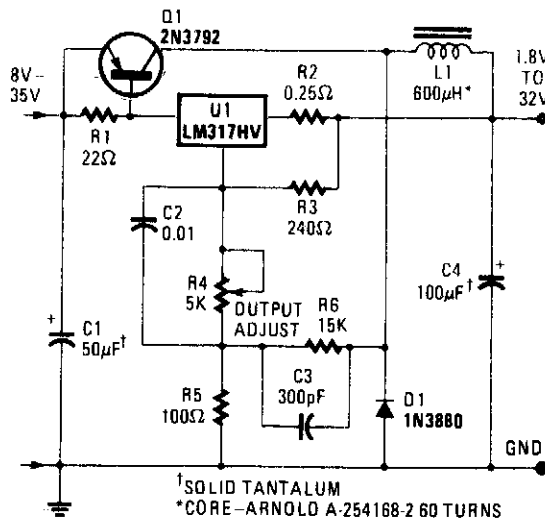 Q1
2N3792
8V–
35V
R1
22Ω
U1
LM317HV
R2
0.25Ω
L1
600µH*
1.8V
TO
32V
R3
240Ω
C2
0.01
R4
5K
OUTPUT
ADJUST
R6
15K
C3
300pF
C4
100µF†
+
C1
50µF†
+
R5
100Ω
D1
1N3880
GND
†SOLID TANTALUM
*CORE–ARNOLD A-254168-2 60 TURNS